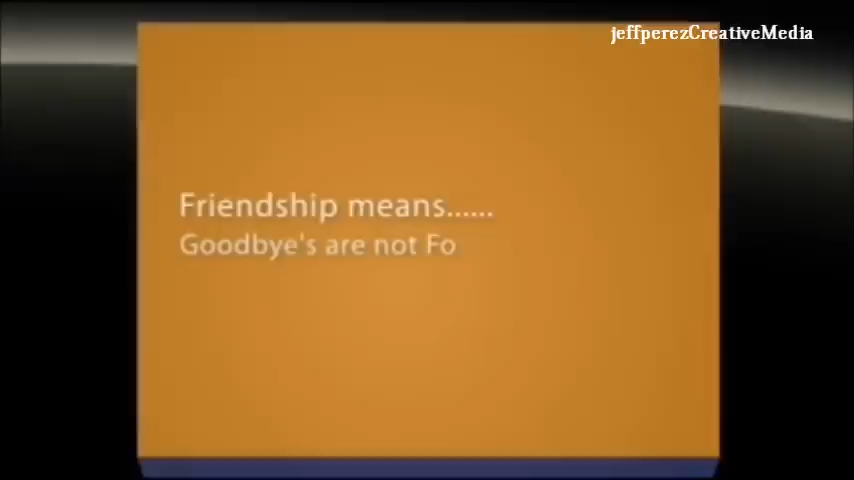 jeffperezCreativeMedia
Friendship means......
Goodbye's are not Fo